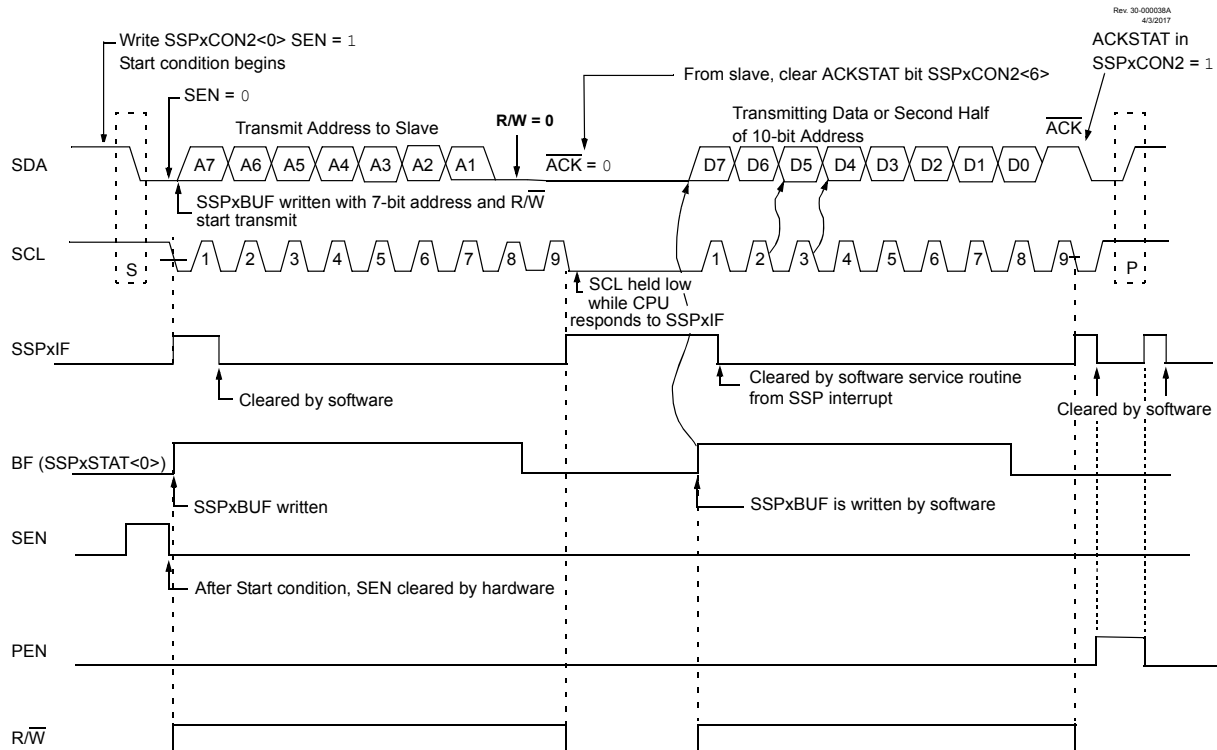 Rev. 30-000038A
4/3/2017
Write SSPxCON2<0> SEN = 1
Start condition begins
ACKSTAT in
SSPxCON2 = 1
From slave, clear ACKSTAT bit SSPxCON2<6>
SEN = 0
Transmit Address to Slave
R/W = 0
Transmitting Data or Second Half
of 10-bit Address
ACK
SDA
A7
A6
A5
A4
A3
A2
A1
ACK = 0
D7
D6
D5
D4
D3
D2
D1
D0
SSPxBUF written with 7-bit address and R/W
start transmit
SCL
S
1
2
3
4
5
6
7
8
9
1
2
3
4
5
6
7
8
9
P
SCL held low
while CPU
responds to SSPxIF
SSPxIF
Cleared by software
Cleared by software service routine
from SSP interrupt
Cleared by software
BF (SSPxSTAT<0>)
SSPxBUF written
SSPxBUF is written by software
SEN
After Start condition, SEN cleared by hardware
PEN
R/W